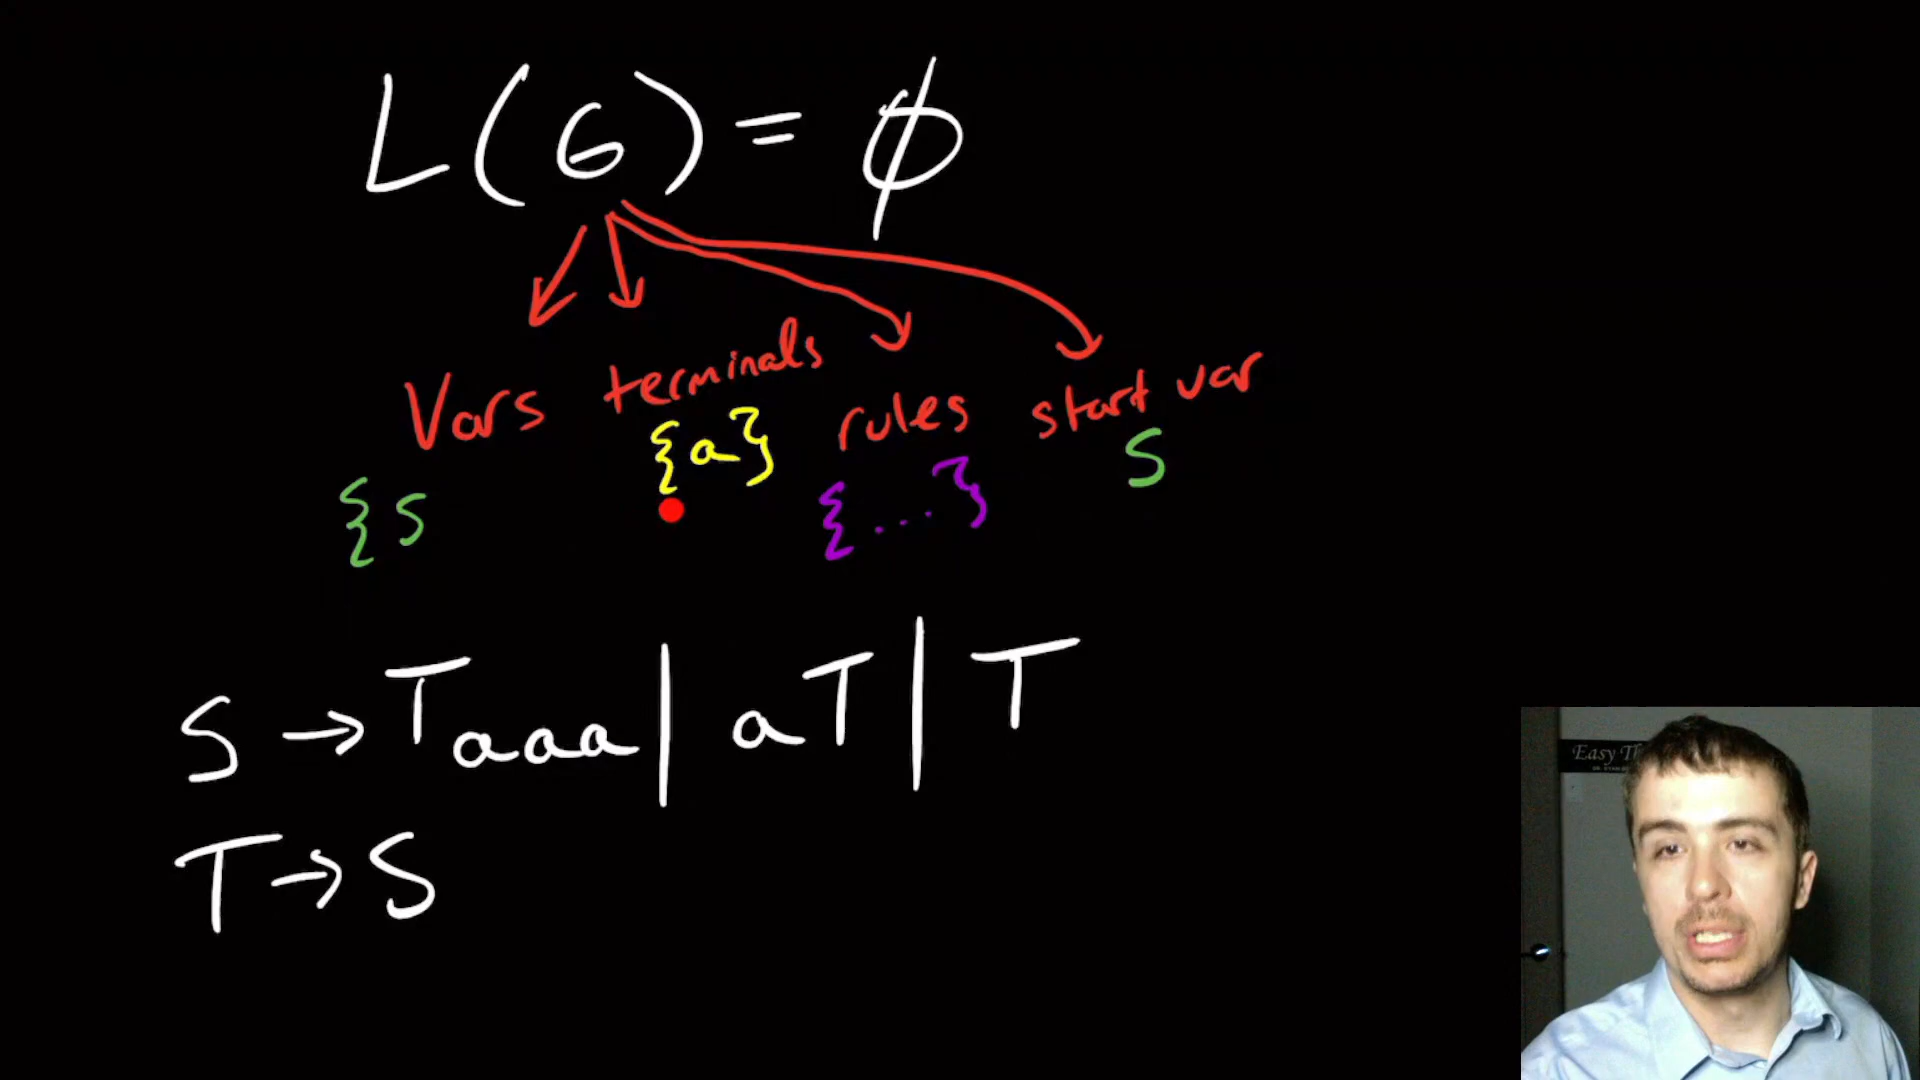 L(G) = ϕ
Vars terminals rules start var
{S {a} {...} S
S → Taaa | aT | T
T → S
Easy Th